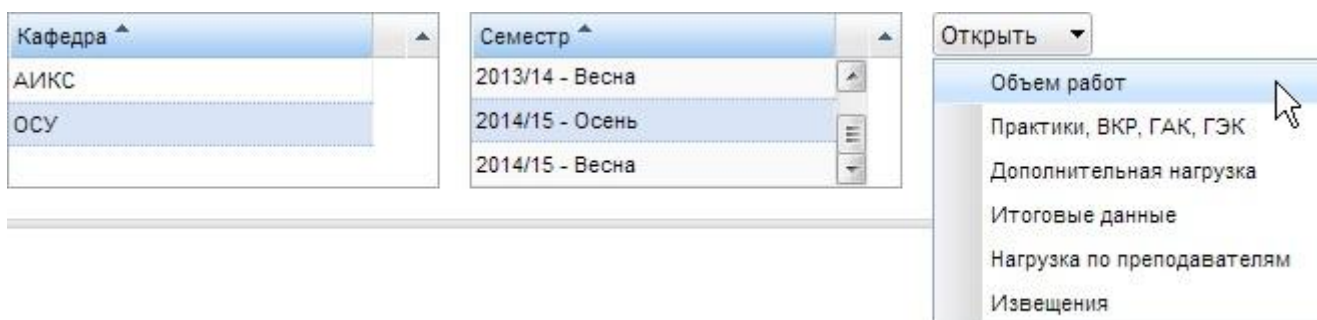 Кафедра
АИКС
ОСУ
Семестр
2013/14 - Весна
2014/15 - Осень
2014/15 - Весна
Открыть
Объем работ
Практики, ВКР, ГАК, ГЭК
Дополнительная нагрузка
Итоговые данные
Нагрузка по преподавателям
Извещения